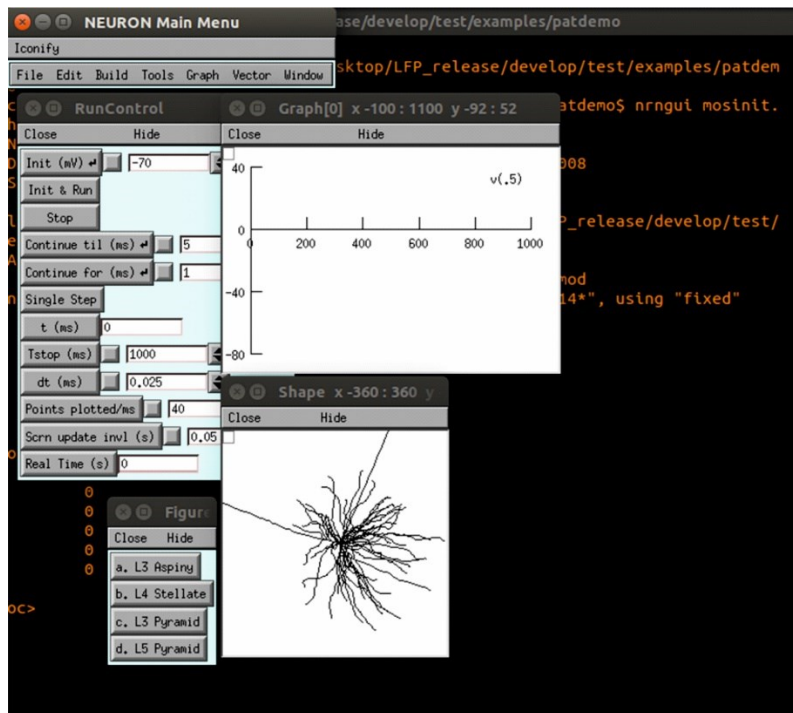 NEURON Main Menu
ase/develop/test/examples/patdemo
Iconify
File Edit Build Tools Graph Vector Window
sktop/LFP_release/develop/test/examples/patdem
atdemo$ nrngui mosinit.
008
P_release/develop/test/
mod
14*", using "fixed"
RunControl
Close Hide
Init (mV) -70
Init & Run
Stop
Continue til (ms) 5
Continue for (ms) 1
Single Step
t (ms) 0
Tstop (ms) 1000
dt (ms) 0.025
Points plotted/ms 40
Scrn update invl (s) 0.05
Real Time (s) 0
Graph[0] x -100 : 1100 y -92 : 52
Close Hide
40
v(.5)
0
0 200 400 600 800 1000
-40
-80
Shape x -360 : 360 y
Close Hide
0
0
0
0
0
Figure
Close Hide
a. L3 Aspiny
b. L4 Stellate
c. L3 Pyramid
d. L5 Pyramid
oc>